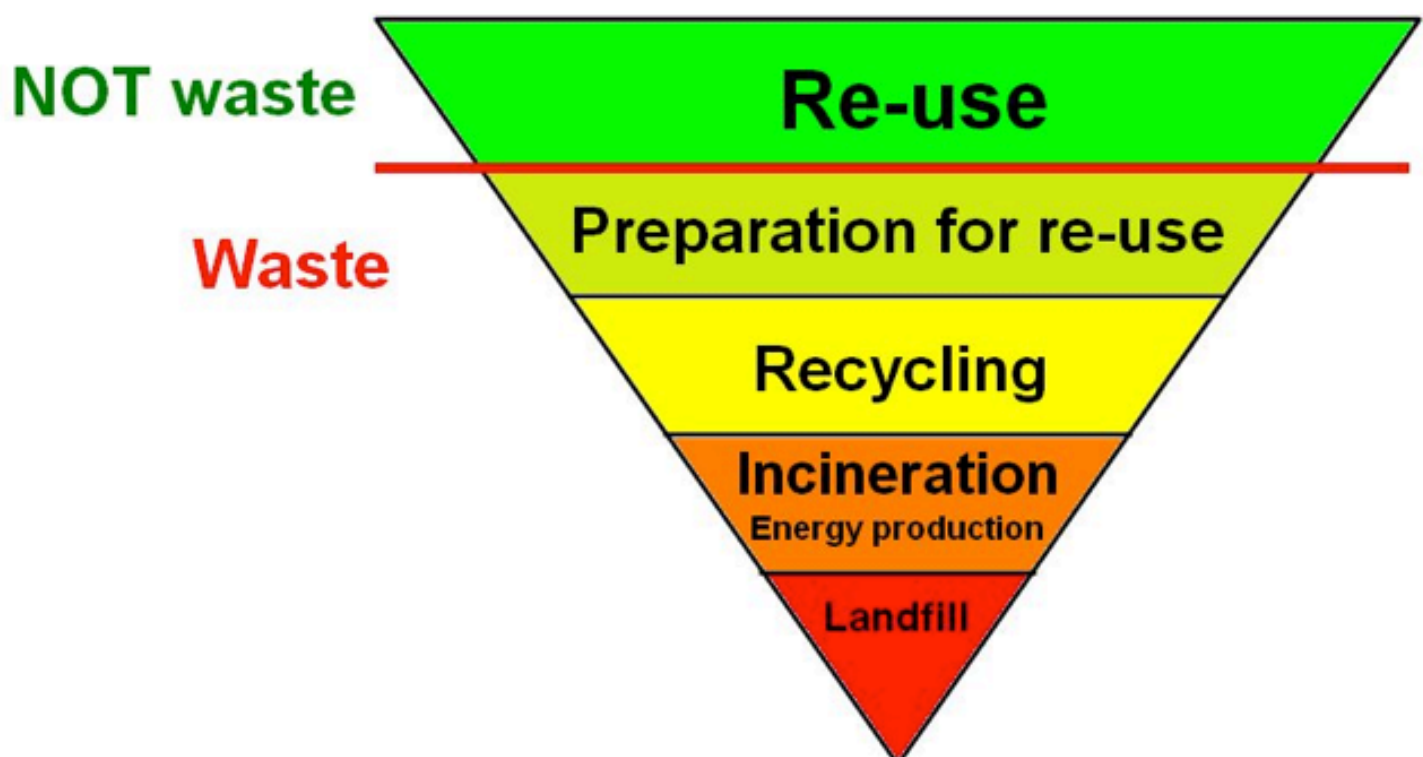 NOT waste
Re-use
Waste
Preparation for re-use
Recycling
Incineration
Energy production
Landfill